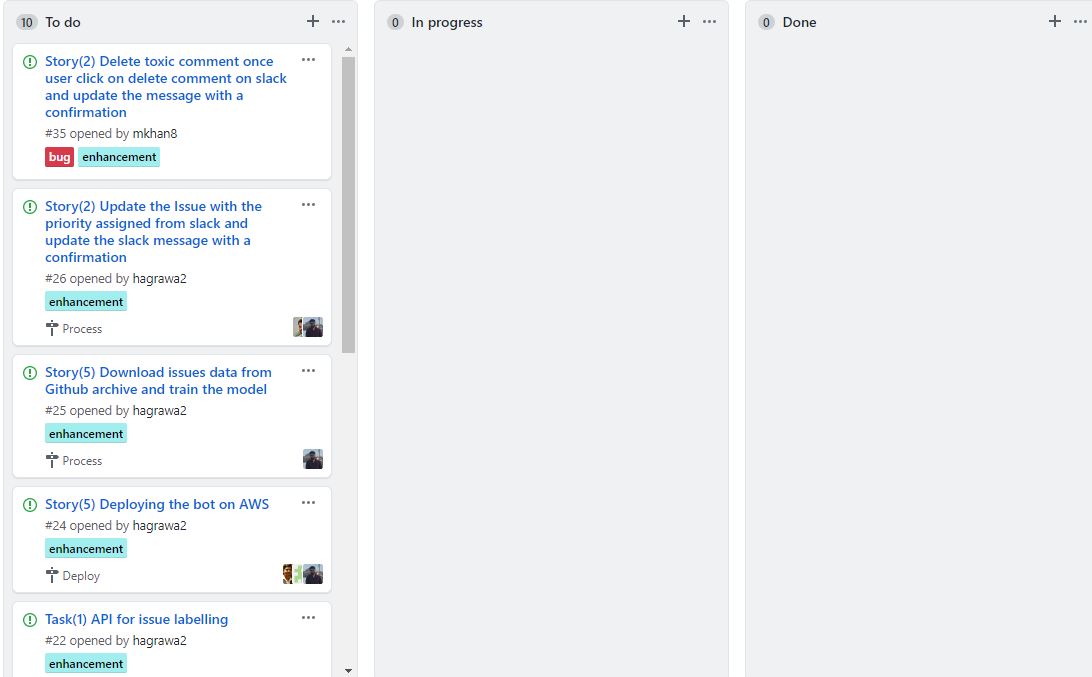 10 To do
Story(2) Delete toxic comment once
user click on delete comment on slack
and update the message with a
confirmation
#35 opened by mkhan8
bug enhancement
Story(2) Update the Issue with the
priority assigned from slack and
update the slack message with a
confirmation
#26 opened by hagrawa2
enhancement
Process
Story(5) Download issues data from
Github archive and train the model
#25 opened by hagrawa2
enhancement
Process
Story(5) Deploying the bot on AWS
#24 opened by hagrawa2
enhancement
Deploy
Task(1) API for issue labelling
#22 opened by hagrawa2
enhancement
0 In progress
0 Done